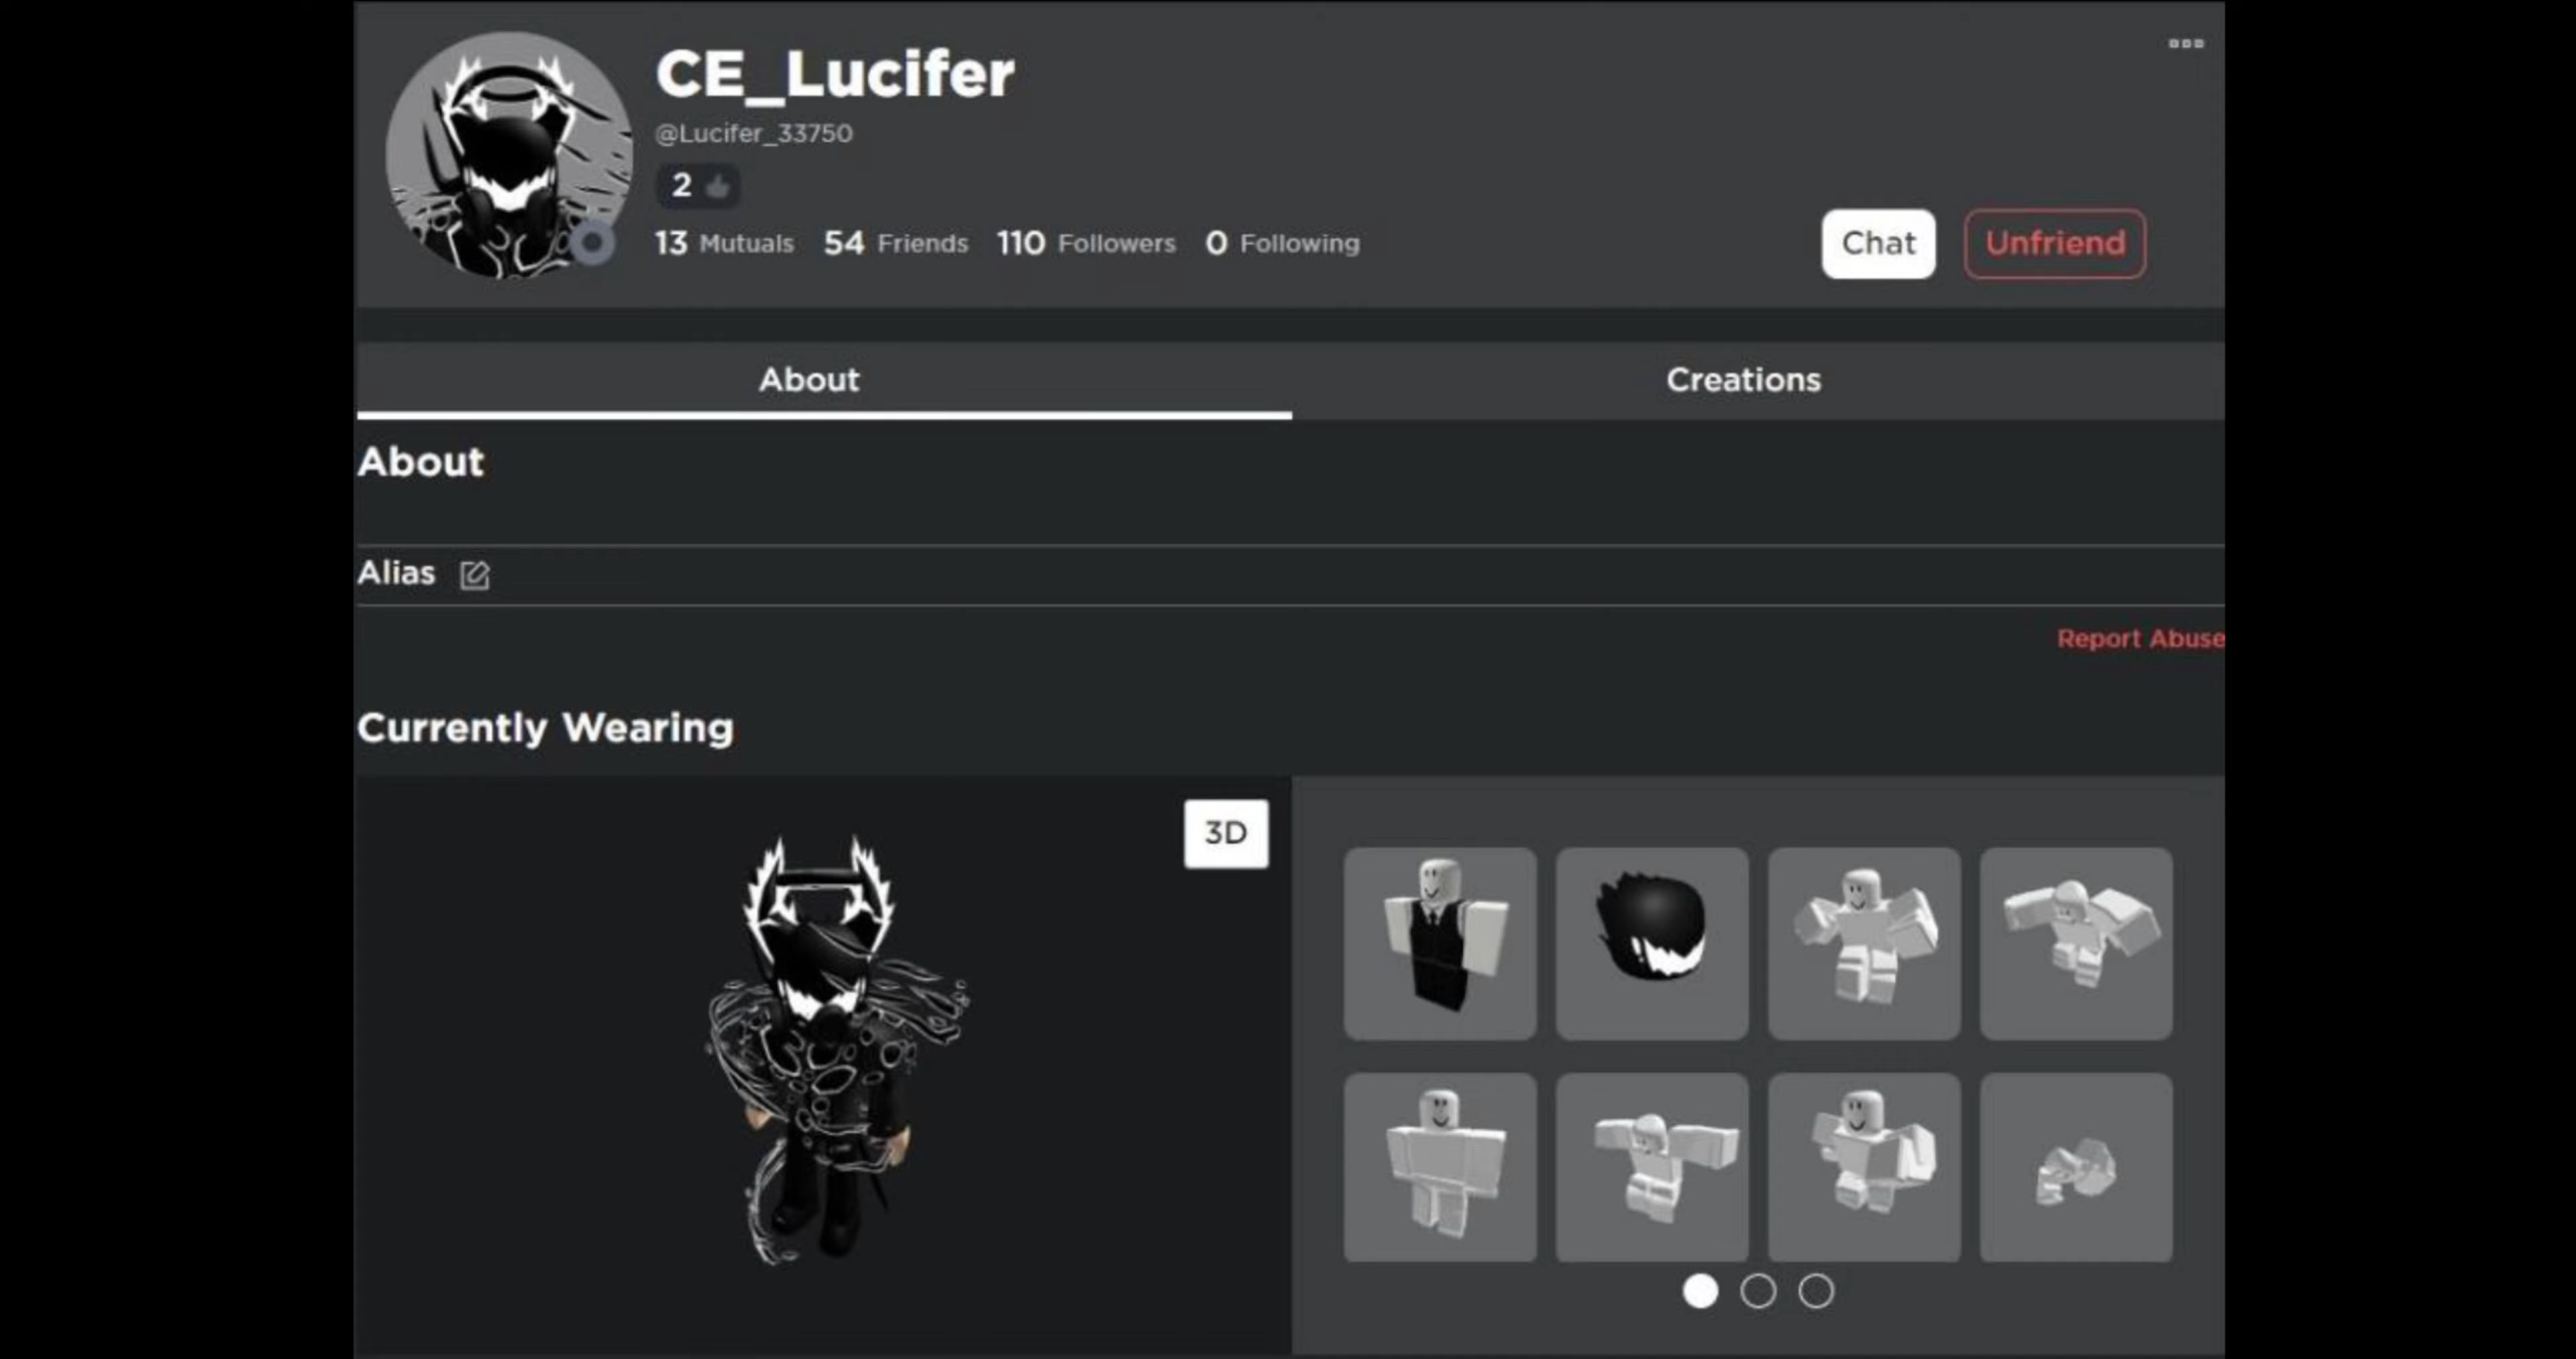 CE_Lucifer
@Lucifer_33750
2
13 Mutuals 54 Friends 110 Followers 0 Following
Chat Unfriend
About Creations
About
Alias
Report Abuse
Currently Wearing
3D